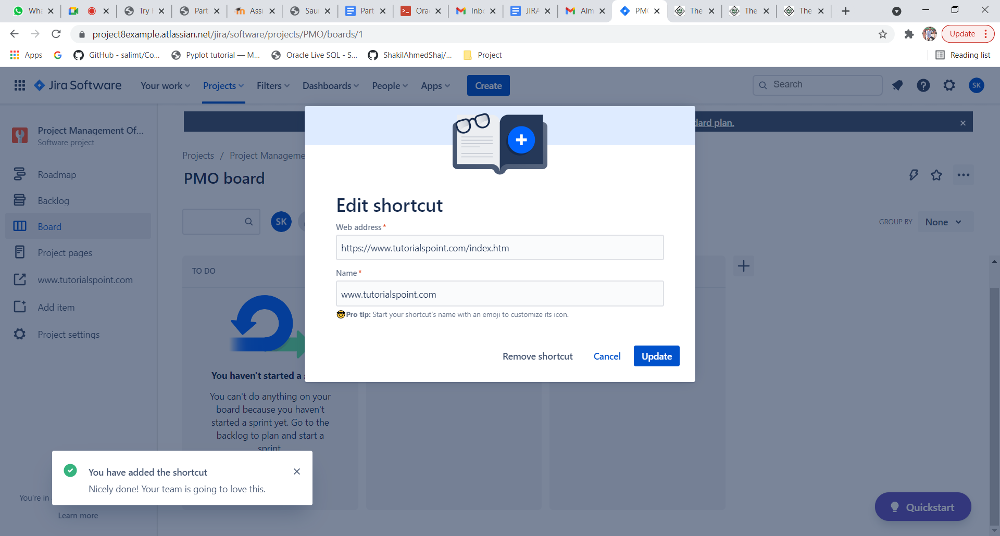 Wha
Try
Part
Assi
Sau
Part
Orac
Inbo
JIRA
Alm
PMO
The
The
The
project8example.atlassian.net/jira/software/projects/PMO/boards/1
Update
Apps
GitHub - salimt/Co...
Pyplot tutorial — M...
Oracle Live SQL - S...
ShakilAhmedShaj/...
Project
Reading list
Jira Software
Your work
Projects
Filters
Dashboards
People
Apps
Create
Search
SK
Project Management Of...
Software project
Roadmap
Backlog
Board
Project pages
www.tutorialspoint.com
Add item
Project settings
dard plan.
Projects / Project Manageme
PMO board
SK
GROUP BY
None
TO DO
You haven't started a s
You can't do anything on your
board because you haven't
started a sprint yet. Go to the
backlog to plan and start a
sprint
Edit shortcut
Web address *
https://www.tutorialspoint.com/index.htm
Name *
www.tutorialspoint.com
😎Pro tip: Start your shortcut's name with an emoji to customize its icon.
Remove shortcut
Cancel
Update
You have added the shortcut
Nicely done! Your team is going to love this.
You're in
Learn more
Quickstart